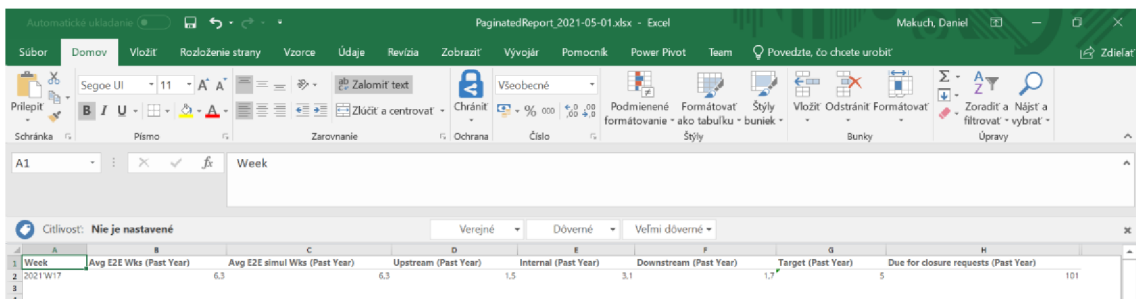 Automatické ukladanie
PaginatedReport_2021-05-01.xlsx - Excel
Makuch, Daniel
Súbor Domov Vložiť Rozloženie strany Vzorce Údaje Revízia Zobraziť Vývojár Pomocník Power Pivot Team Povedzte, čo chcete urobiť Zdieľať
Segoe UI 11 A A Zalomiť text Všeobecné
B I U A Zlúčiť a centrovať % 000
Prilepiť Chrániť Podmienené Formátovať Štýly Vložiť Odstrániť Formátovať Zoradiť a Nájsť a
formátovanie ako tabuľku buniek filtrovať vybrať
Schránka Písmo Zarovnanie Ochrana Číslo Štýly Bunky Úpravy
A1 fx Week
Citlivosť: Nie je nastavené Verejné Dôverné Veľmi dôverné
A B C D E F G H
1 Week Avg E2E Wks (Past Year) Avg E2E simul Wks (Past Year) Upstream (Past Year) Internal (Past Year) Downstream (Past Year) Target (Past Year) Due for closure requests (Past Year)
2 2021'W17 6,3 6,3 1,5 3,1 1,7 5 101
3